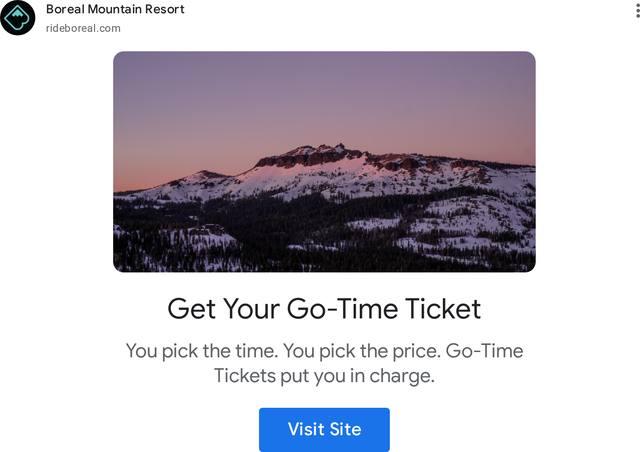 Boreal Mountain Resort
rideboreal.com
Get Your Go-Time Ticket
You pick the time. You pick the price. Go-Time
Tickets put you in charge.
Visit Site